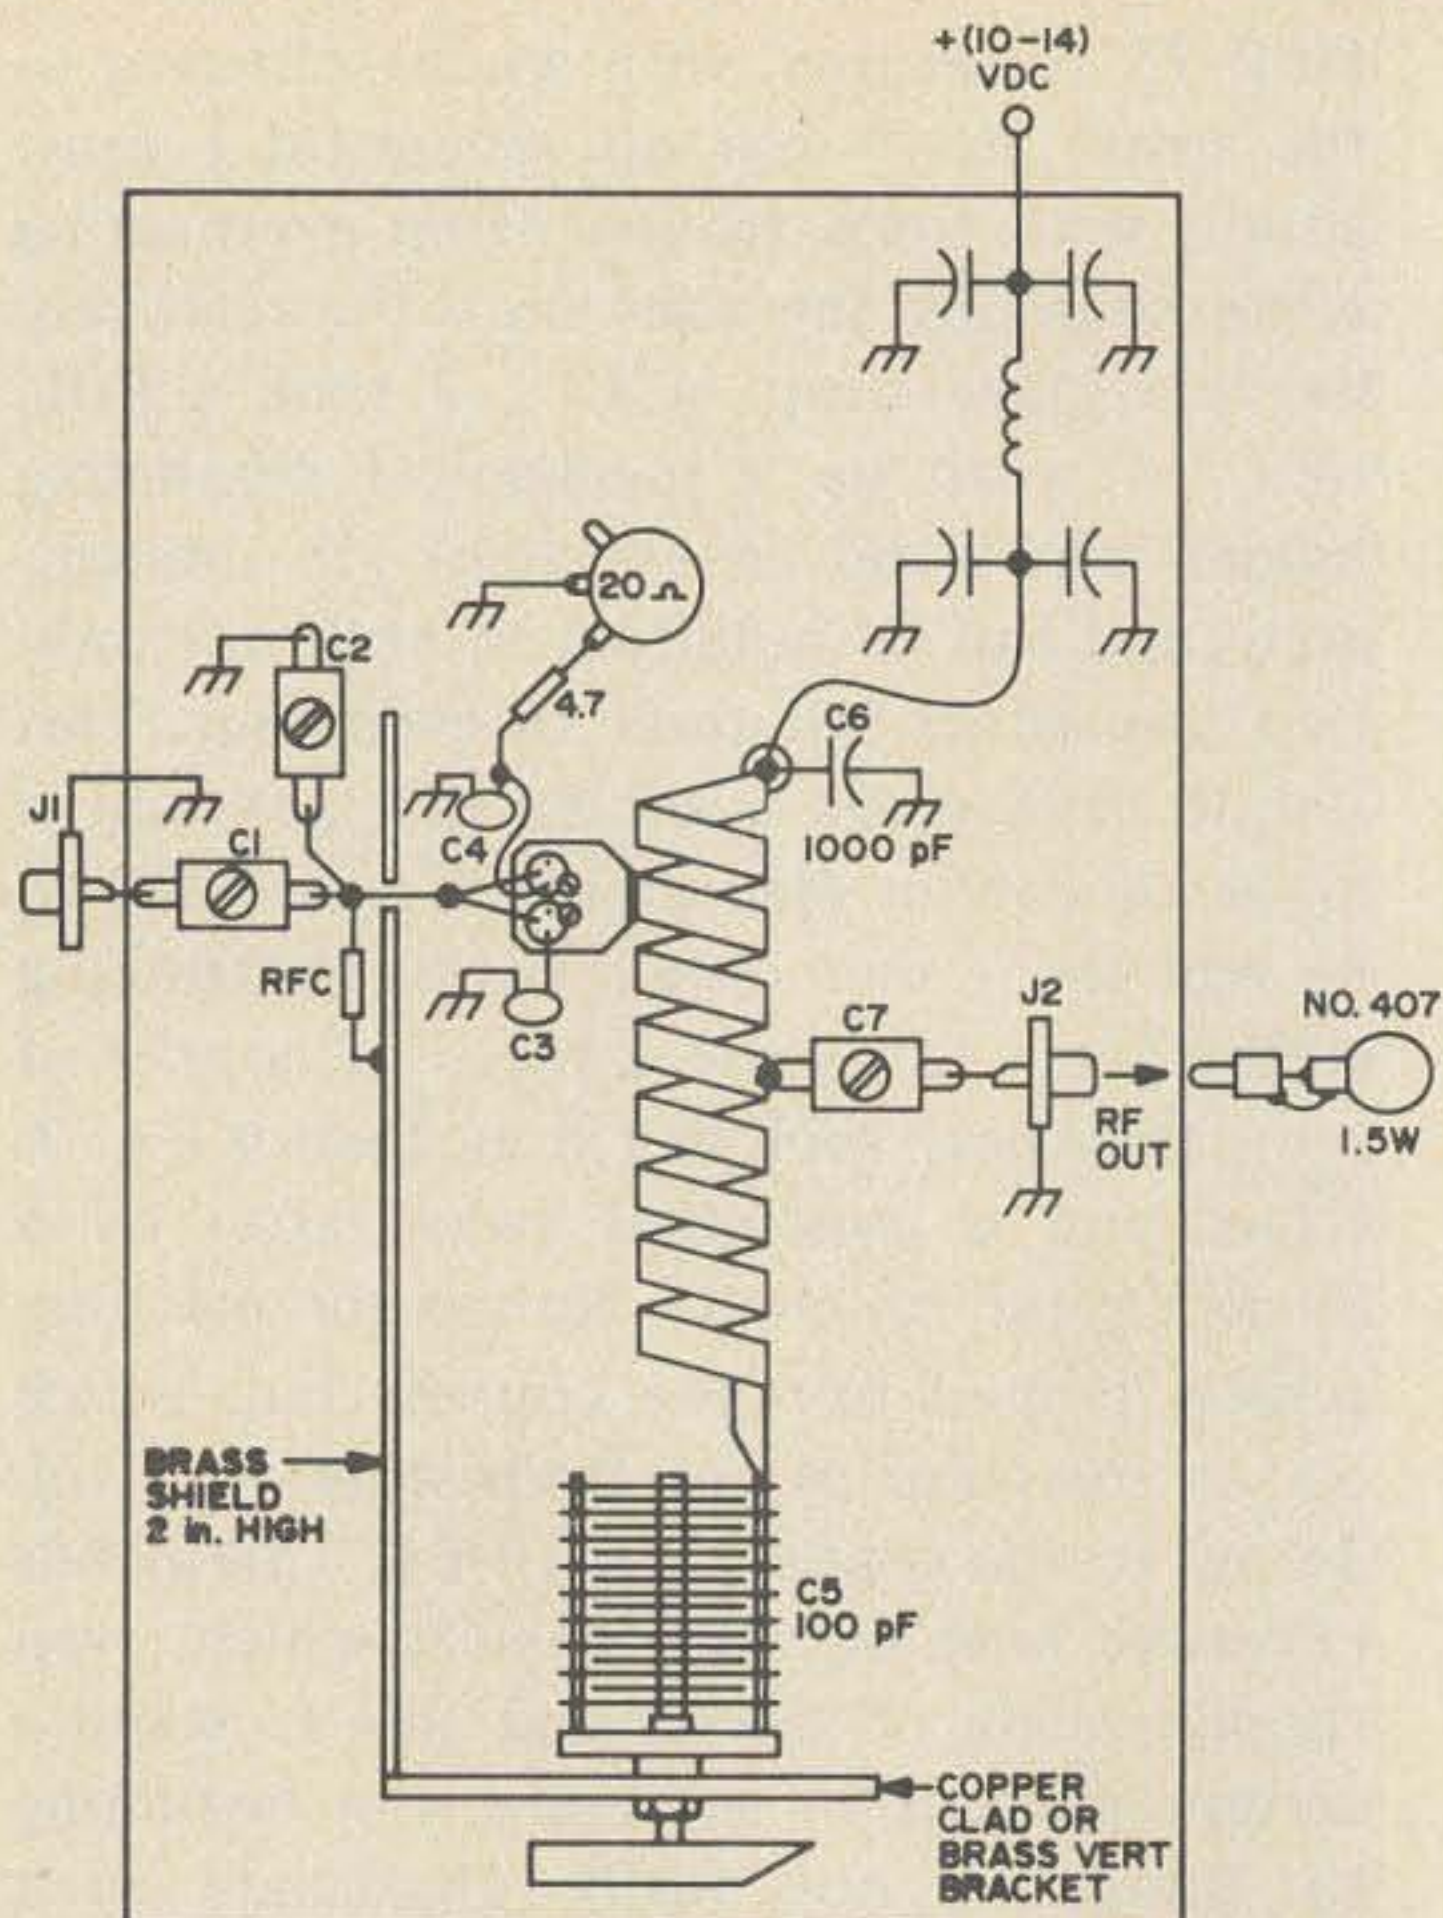 +(10-14)
VDC
20 Ω
C2
4.7
C6
J1
C1
C4
1000 pF
RFC
C3
J2
C7
NO. 407
RF
OUT
1.5W
BRASS
SHIELD
2 in. HIGH
C5
100 pF
COPPER
CLAD OR
BRASS VERT
BRACKET